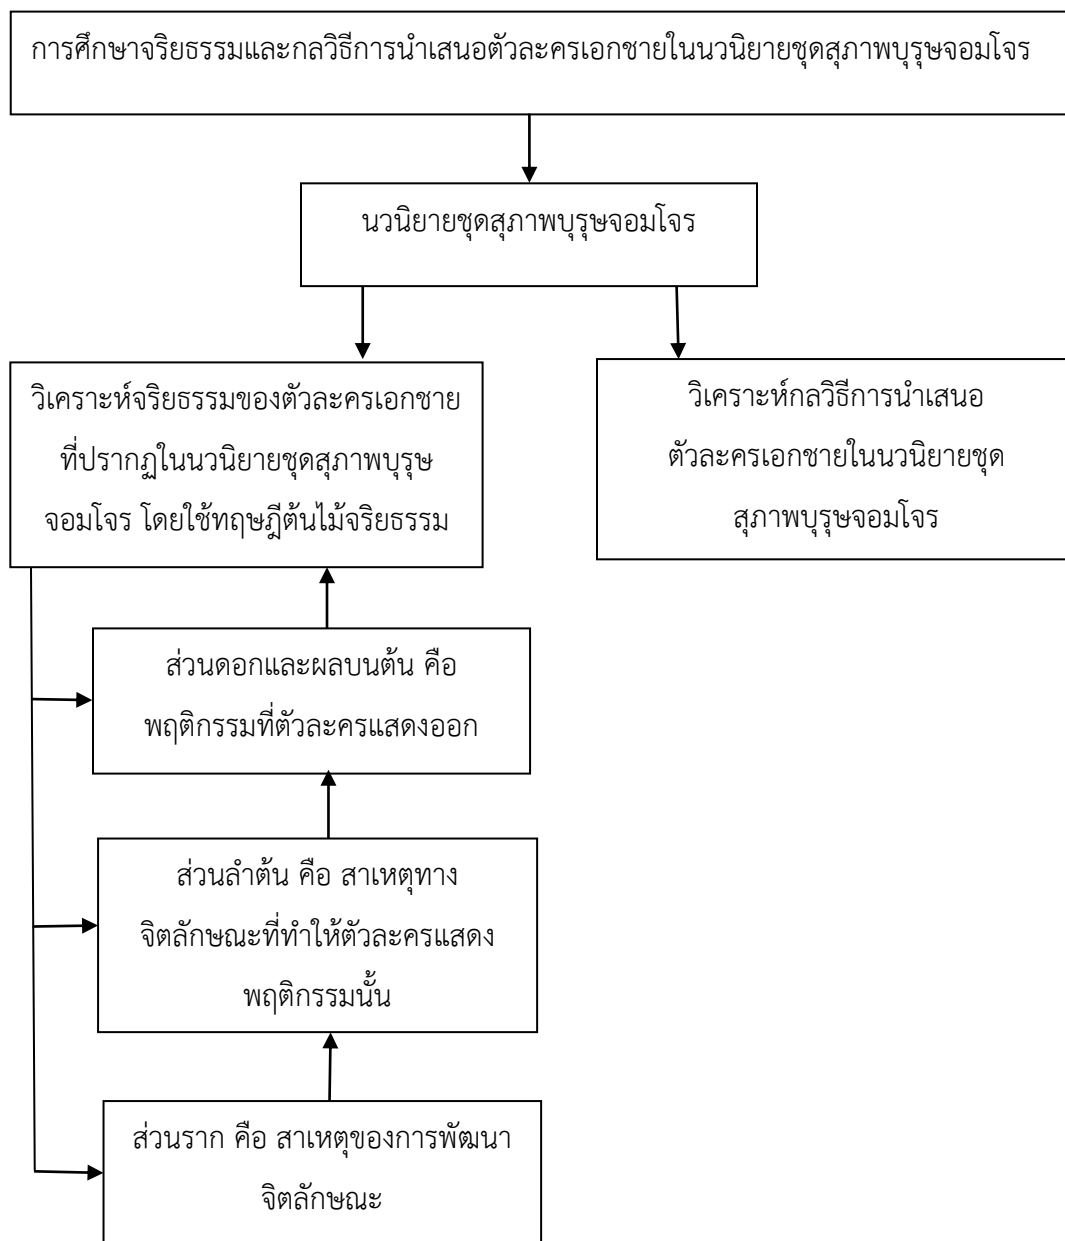 การศึกษาจริยธรรมและกลวิธีการนำเสนอตัวละครเอกชายในนวนิยายชุดสุภาพบุรุษจอมโจร
นวนิยายชุดสุภาพบุรุษจอมโจร
วิเคราะห์จริยธรรมของตัวละครเอกชาย
ที่ปรากฏในนวนิยายชุดสุภาพบุรุษ
จอมโจร โดยใช้ทฤษฎีต้นไม้จริยธรรม
วิเคราะห์กลวิธีการนำเสนอ
ตัวละครเอกชายในนวนิยายชุด
สุภาพบุรุษจอมโจร
ส่วนดอกและผลบนต้น คือ
พฤติกรรมที่ตัวละครแสดงออก
ส่วนลำต้น คือ สาเหตุทาง
จิตลักษณะที่ทำให้ตัวละครแสดง
พฤติกรรมนั้น
ส่วนราก คือ สาเหตุของการพัฒนา
จิตลักษณะ